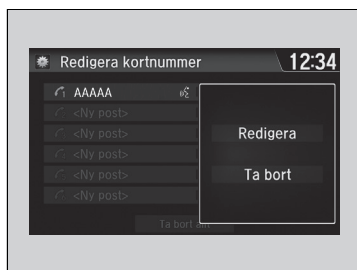 Redigera kortnummer
12:34
AAAAA
<Ny post>
<Ny post>
<Ny post>
<Ny post>
<Ny post>
Redigera
Ta bort
Ta bort